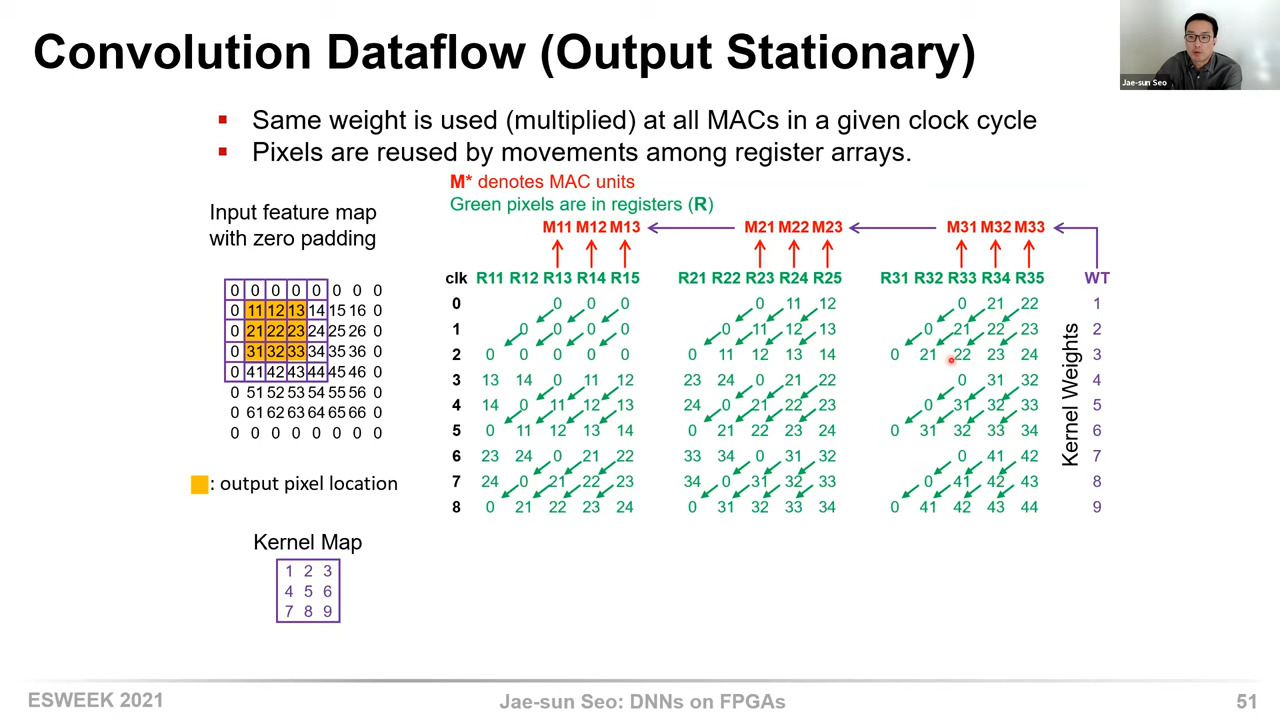 Convolution Dataflow (Output Stationary)
Jae-sun Seo
Same weight is used (multiplied) at all MACs in a given clock cycle
Pixels are reused by movements among register arrays.
M* denotes MAC units
Green pixels are in registers (R)
Input feature map
with zero padding
0 0 0 0 0 0 0 0
0 11 12 13 14 15 16 0
0 21 22 23 24 25 26 0
0 31 32 33 34 35 36 0
0 41 42 43 44 45 46 0
0 51 52 53 54 55 56 0
0 61 62 63 64 65 66 0
0 0 0 0 0 0 0 0
: output pixel location
Kernel Map
1 2 3
4 5 6
7 8 9
M11 M12 M13 M21 M22 M23 M31 M32 M33
clk R11 R12 R13 R14 R15 R21 R22 R23 R24 R25 R31 R32 R33 R34 R35 WT
0 0 0 0 0 11 12 0 21 22 1
1 0 0 0 0 0 11 12 13 0 21 22 23 2
2 0 0 0 0 0 0 11 12 13 14 0 21 22 23 24 3
3 13 14 0 11 12 23 24 0 21 22 0 31 32 4
4 14 0 11 12 13 24 0 21 22 23 0 31 32 33 5
5 0 11 12 13 14 0 21 22 23 24 0 31 32 33 34 6
6 23 24 0 21 22 33 34 0 31 32 0 41 42 7
7 24 0 21 22 23 34 0 31 32 33 0 41 42 43 8
8 0 21 22 23 24 0 31 32 33 34 0 41 42 43 44 9
Kernel Weights
ESWEEK 2021
Jae-sun Seo: DNNs on FPGAs
51